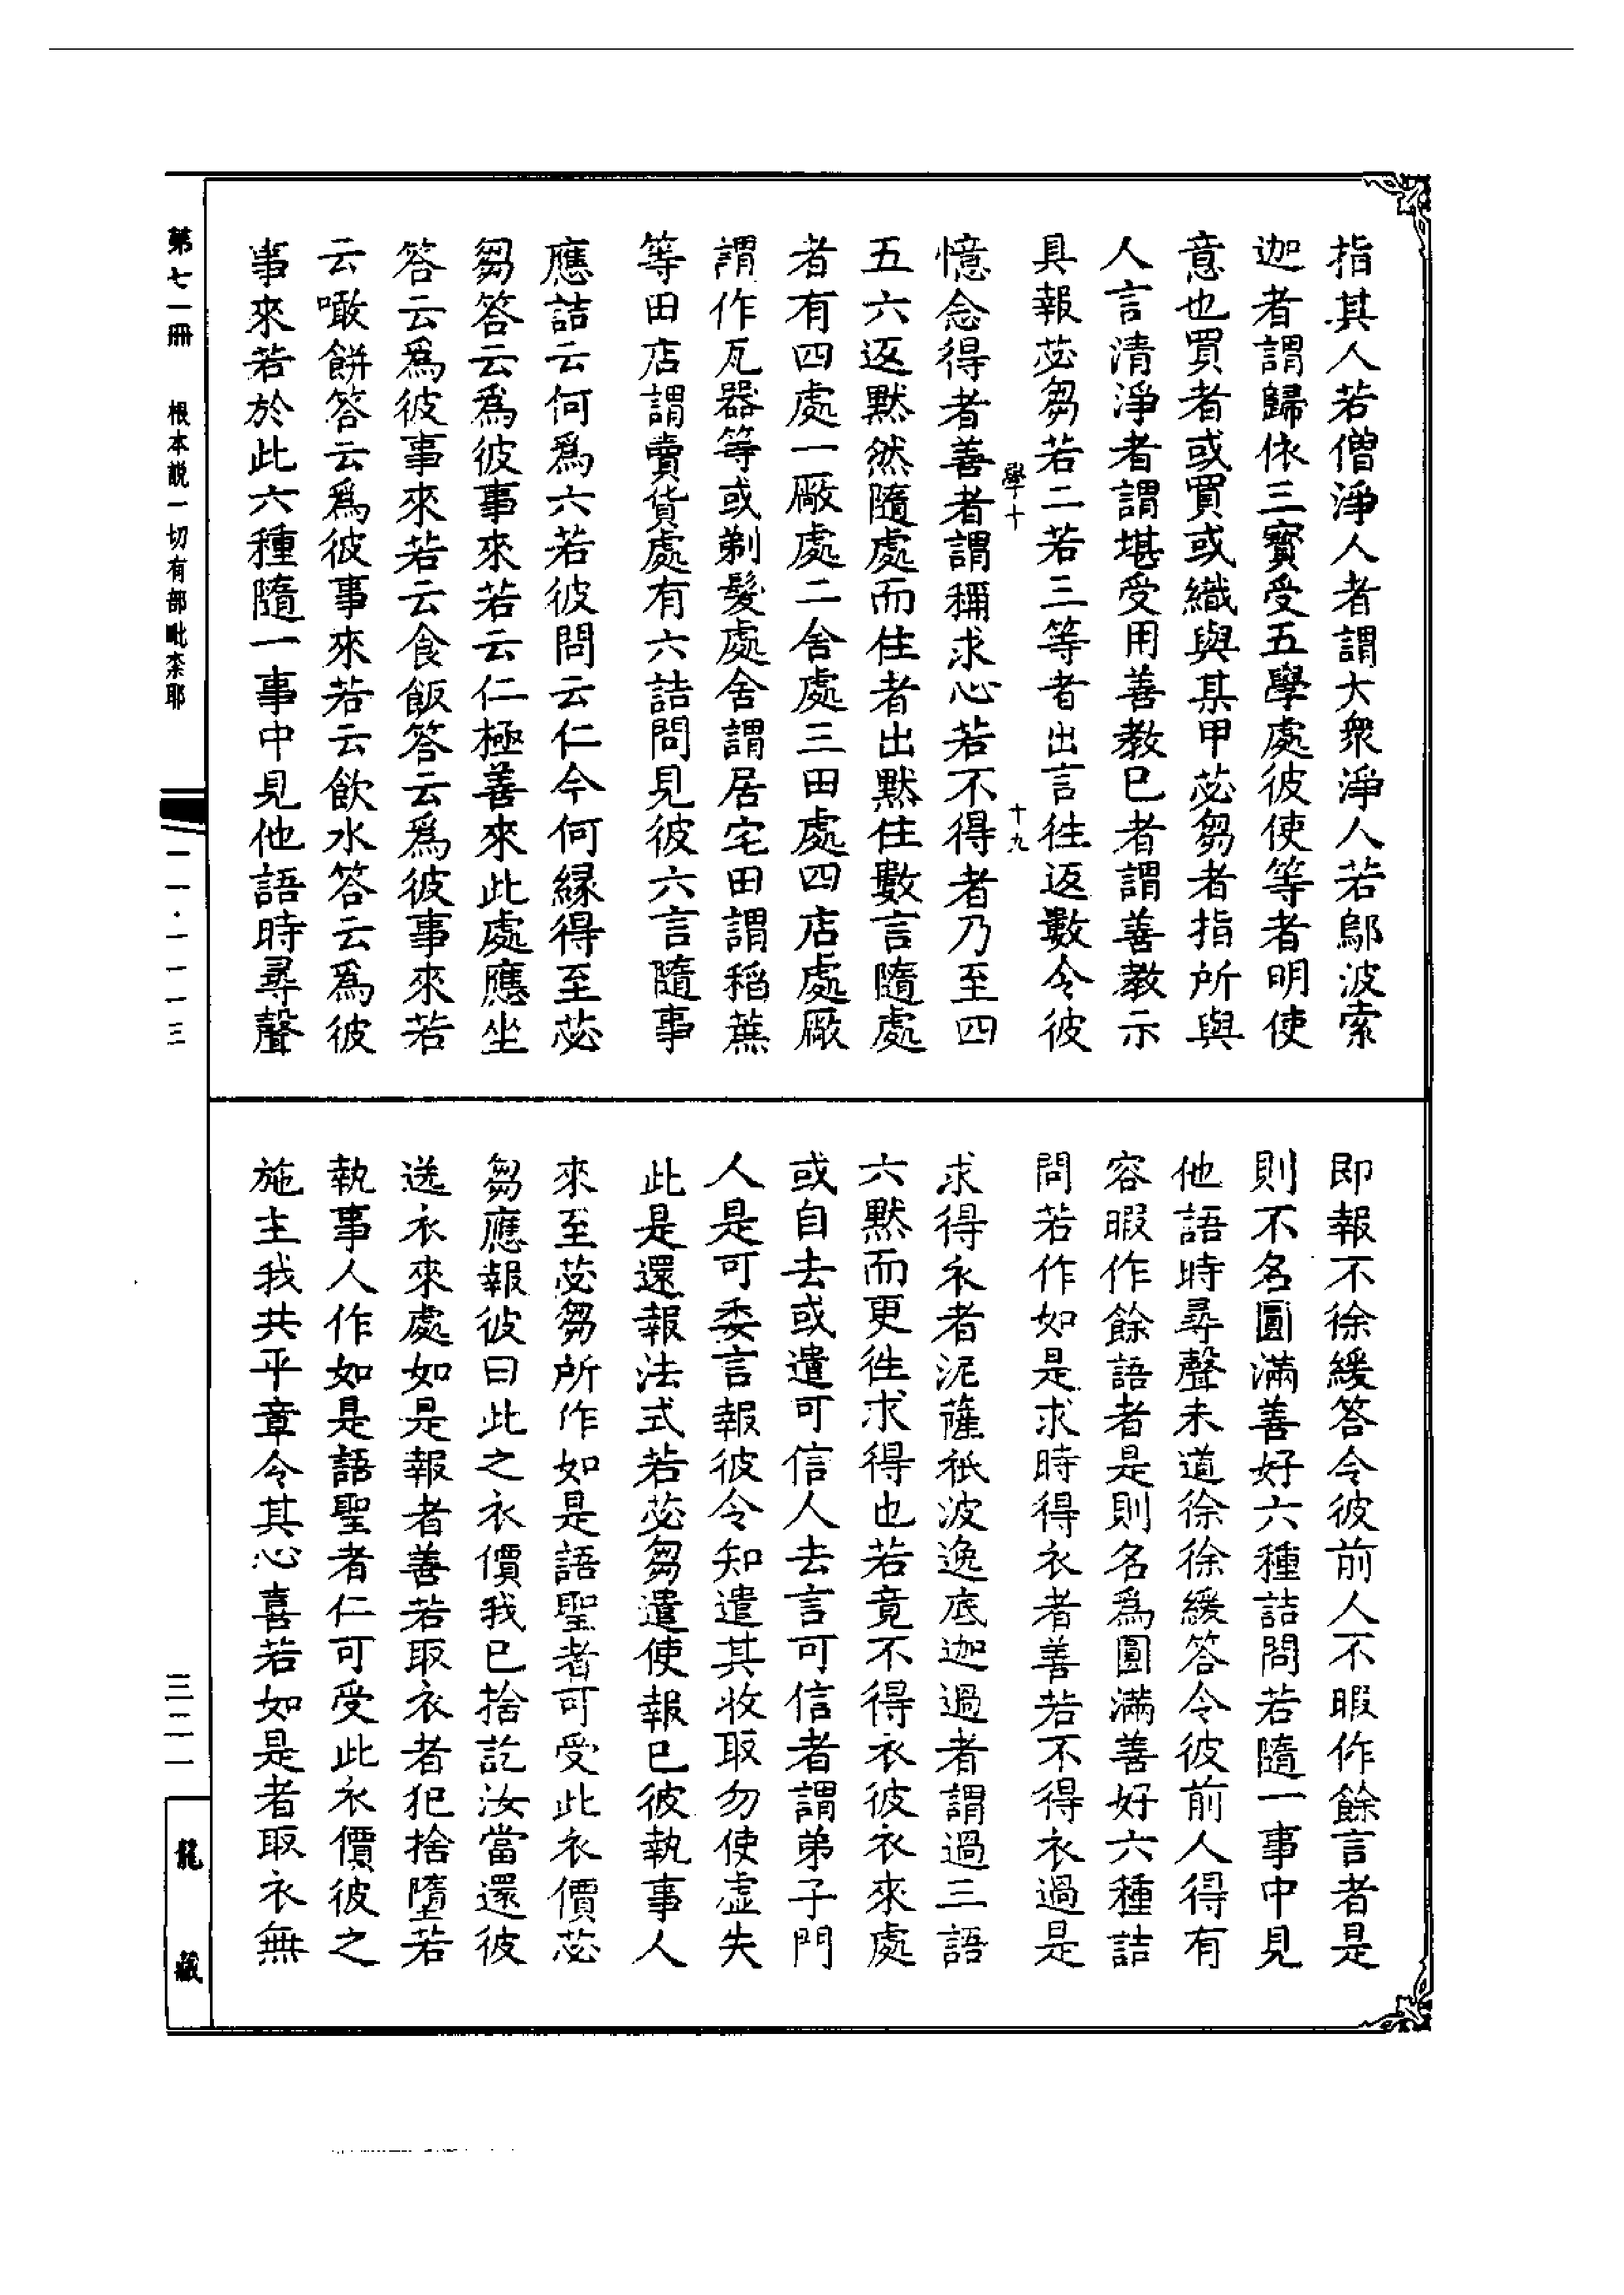 指其人若僧淨人者謂大衆淨人若鄔波索
迦者謂歸依三寳受五學處彼使等者明使
意也買者或買或織與某甲苾芻者指所與
人言清淨者謂堪受用善教已者謂善教示
具報苾芻若二若三等者出言往返數令彼
學十
十九
憶念得者善者謂稱求心若不得者乃至四
五六返默然隨處而住者出默住數言隨處
者有四處一廠處二舍處三田處四店處廠
謂作瓦器等或剃髮處舍謂居宅田謂稻蔗
等田店謂賣貨處有六詰問見彼六言隨事
應詰云何爲六若彼問云仁今何縁得至苾
芻答云爲彼事來若云仁極善來此處應坐
答云爲彼事來若云食飯答云爲彼事來若
云噉餅答云爲彼事來若云飲水答云爲彼
事來若於此六種隨一事中見他語時尋聲
即報不徐緩答令彼前人不暇作餘言者是
則不名圓滿善好六種詰問若隨一事中見
他語時尋聲未道徐徐緩答令彼前人得有
容暇作餘語者是則名爲圓滿善好六種詰
問若作如是求時得衣者善若不得衣過是
求得衣者泥薩祇波逸底迦過者謂過三語
六默而更徃求得也若竟不得衣彼衣來處
或自去或遣可信人去言可信者謂弟子門
人是可委言報彼令知遣其收取勿使虛失
此是還報法式若苾芻遣使報已彼執事人
來至苾芻所作如是語聖者可受此衣價苾
芻應報彼曰此之衣價我已捨訖汝當還彼
送衣來處如是報者善若取衣者犯捨墮若
執事人作如是語聖者仁可受此衣價彼之
施主我共平章令其心喜若如是者取衣無
第七一冊
根本説一切有部毗柰耶
一一·一一一三
三二一
龍藏